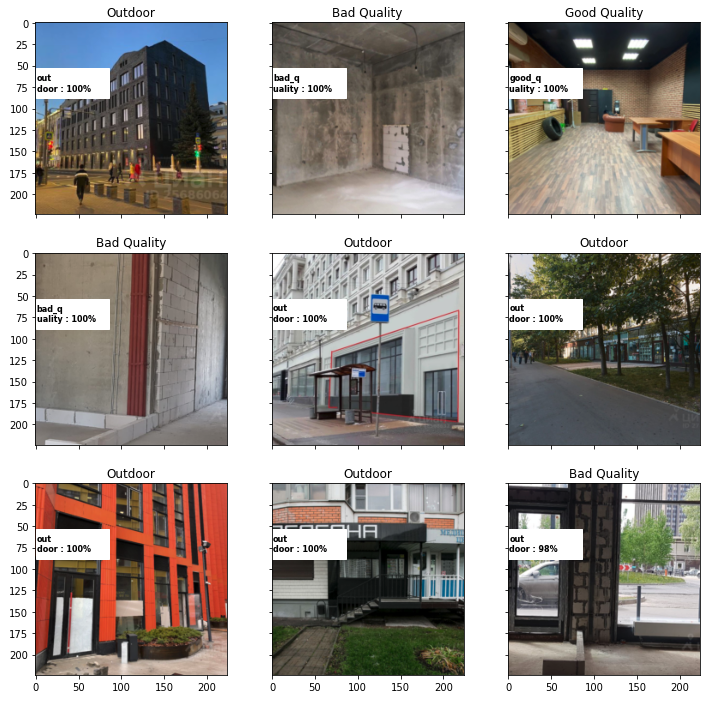 Outdoor
Bad Quality
Good Quality
0
25
50
75
100
125
150
175
200
out
door : 100%
bad_q
uality : 100%
good_q
uality : 100%
Bad Quality
Outdoor
Outdoor
0
25
50
75
100
125
150
175
200
bad_q
uality : 100%
out
door : 100%
out
door : 100%
Outdoor
Outdoor
Bad Quality
0
25
50
75
100
125
150
175
200
out
door : 100%
out
door : 100%
out
door : 98%
0
50
100
150
200
0
50
100
150
200
0
50
100
150
200